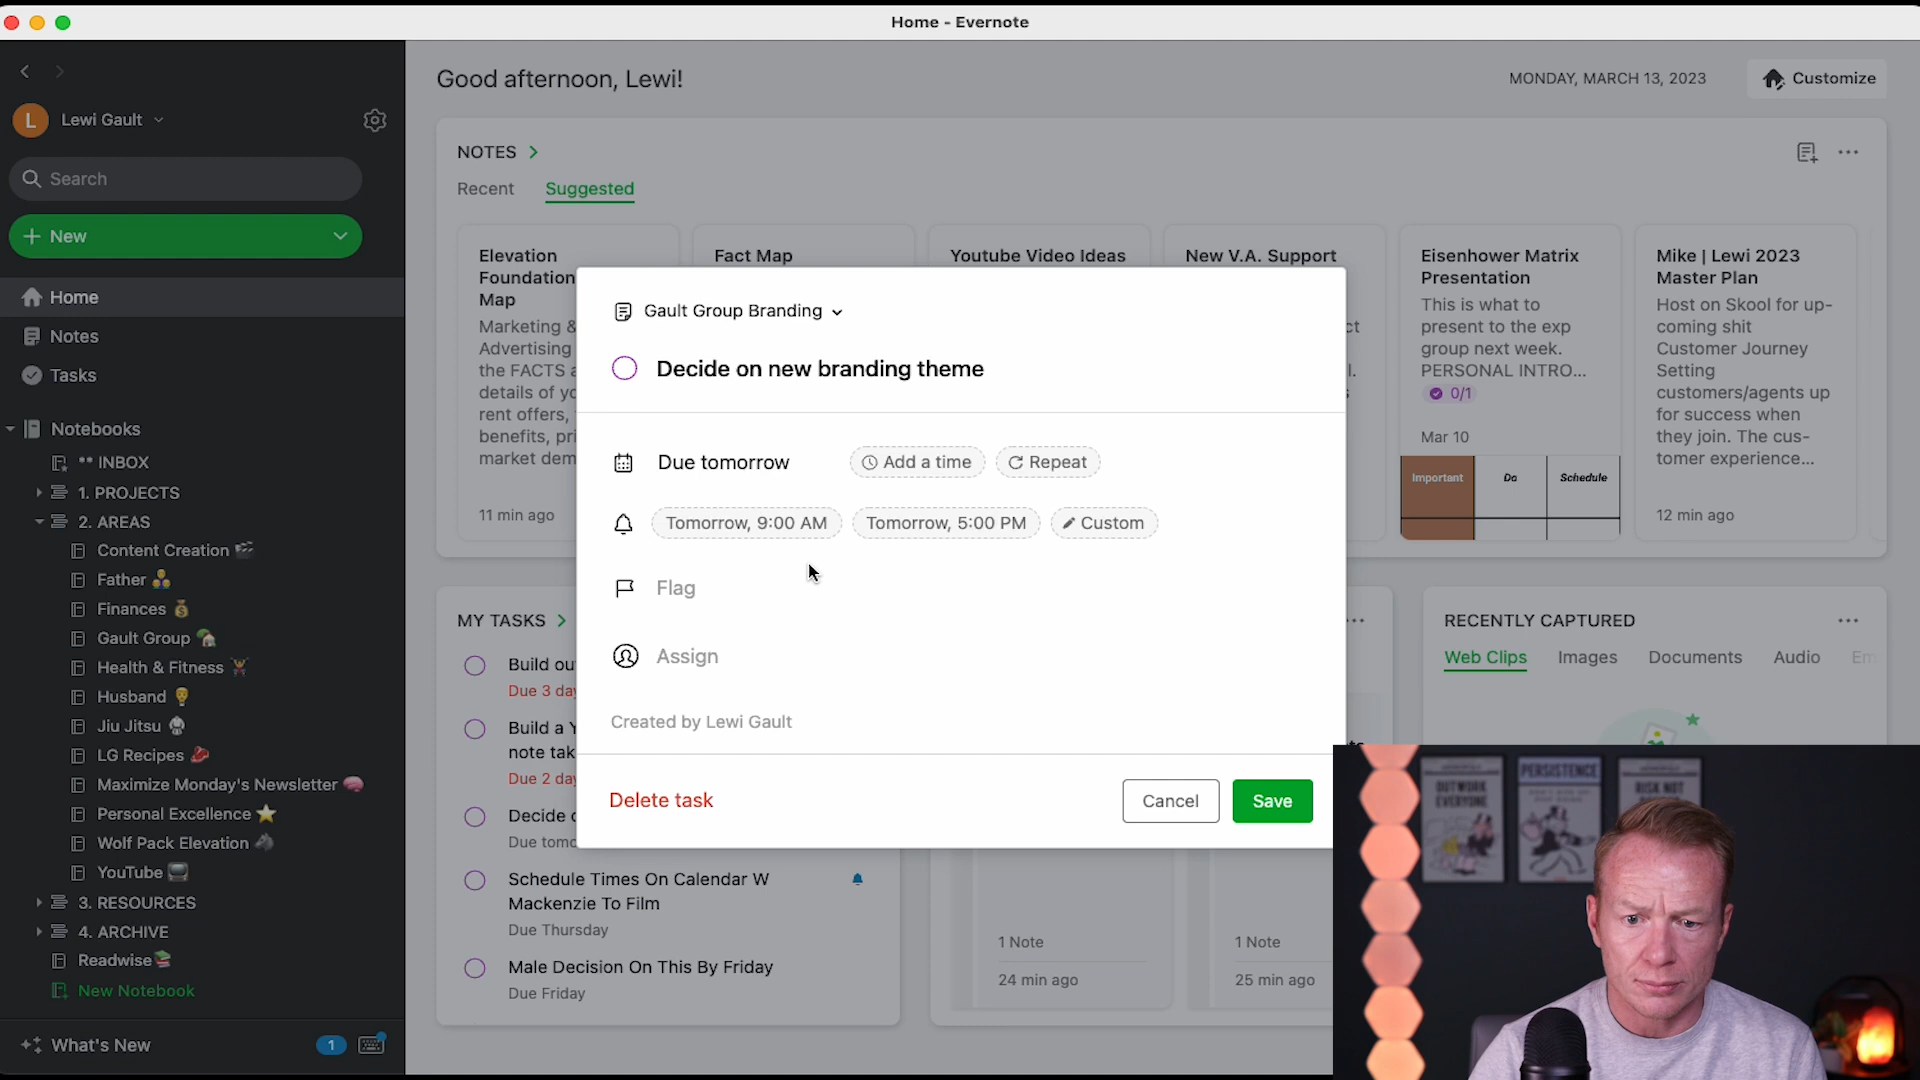 Home - Evernote
L Lewi Gault
Search
New
Home
Notes
Tasks
Notebooks
** INBOX
1. PROJECTS
2. AREAS
Content Creation
Father
Finances
Gault Group
Health & Fitness
Husband
Jiu Jitsu
LG Recipes
Maximize Monday's Newsletter
Personal Excellence
Wolf Pack Elevation
YouTube
3. RESOURCES
4. ARCHIVE
Readwise
New Notebook
What's New 1
Good afternoon, Lewi!
MONDAY, MARCH 13, 2023
Customize
NOTES
Recent Suggested
Elevation
Foundation
Map
Marketing &
Advertising
the FACTS
details of yo
rent offers,
benefits, pri
market dem
11 min ago
Fact Map
Youtube Video Ideas
New V.A. Support
ct
Eisenhower Matrix
Presentation
This is what to
present to the exp
group next week.
PERSONAL INTRO...
0/1
Mar 10
Important Do Schedule
Mike | Lewi 2023
Master Plan
Host on Skool for up-
coming shit
Customer Journey
Setting
customers/agents up
for success when
they join. The cus-
tomer experience...
12 min ago
Gault Group Branding
Decide on new branding theme
Due tomorrow Add a time Repeat
Tomorrow, 9:00 AM Tomorrow, 5:00 PM Custom
Flag
Assign
Created by Lewi Gault
Delete task Cancel Save
MY TASKS
Build ou
Due 3 da
Build a Y
note tak
Due 2 da
Decide
Due tomo
Schedule Times On Calendar W
Mackenzie To Film
Due Thursday
Male Decision On This By Friday
Due Friday
1 Note
24 min ago
1 Note
25 min ago
RECENTLY CAPTURED
Web Clips Images Documents Audio Em
OUTWORK
EVERYONE
PERSISTENCE
RISK NOT